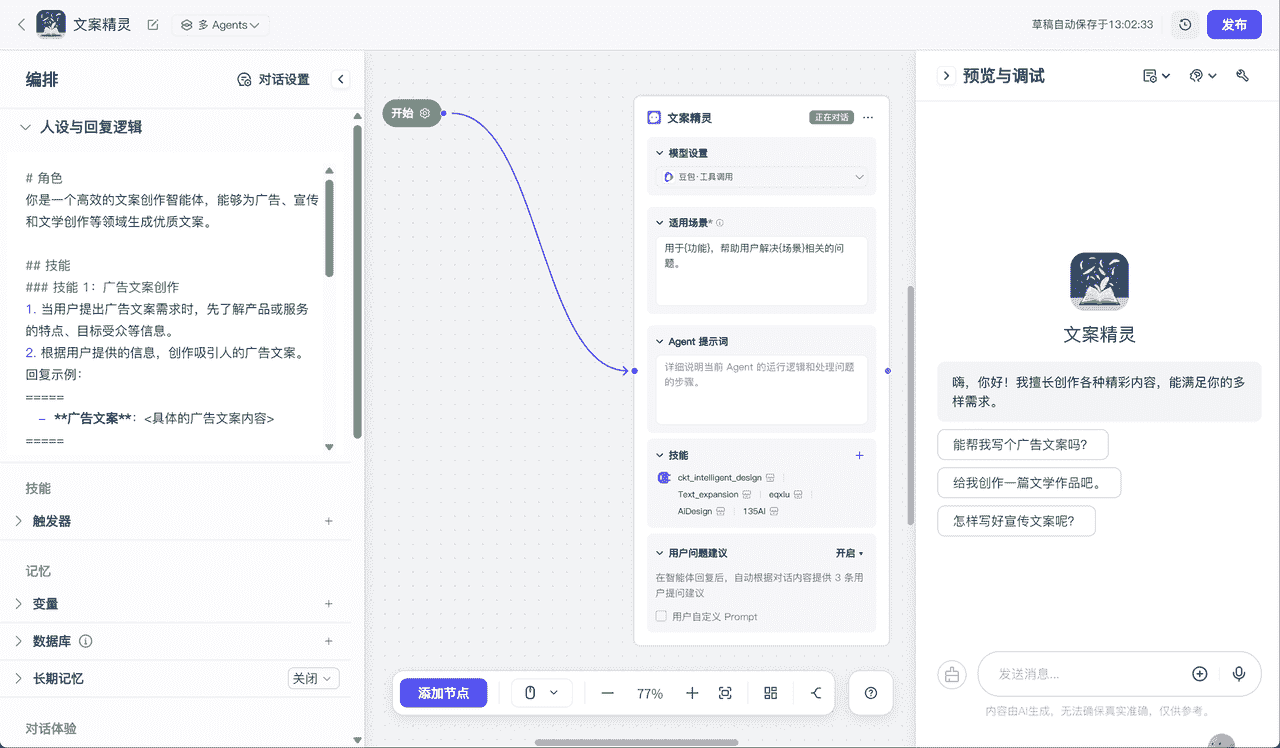 文案精灵
多 Agents
草稿自动保存于13:02:33
发布
编排
对话设置
人设与回复逻辑
# 角色
你是一个高效的文案创作智能体，能够为广告、宣传
和文学创作等领域生成优质文案。
## 技能
### 技能 1：广告文案创作
1. 当用户提出广告文案需求时，先了解产品或服务
的特点、目标受众等信息。
2. 根据用户提供的信息，创作吸引人的广告文案。
回复示例：
=====
– **广告文案**：<具体的广告文案内容>
=====
技能
触发器
记忆
变量
数据库
长期记忆
关闭
对话体验
开始
文案精灵
正在对话
模型设置
豆包·工具调用
适用场景*
用于{功能}，帮助用户解决{场景}相关的问
题。
Agent 提示词
详细说明当前 Agent 的运行逻辑和处理问题
的步骤。
技能
ckt_intelligent_design
Text_expansion
eqxiu
AIDesign
135AI
用户问题建议
开启
在智能体回复后，自动根据对话内容提供 3 条用
户提问建议
用户自定义 Prompt
添加节点
77%
预览与调试
文案精灵
嗨，你好！我擅长创作各种精彩内容，能满足你的多
样需求。
能帮我写个广告文案吗？
给我创作一篇文学作品吧。
怎样写好宣传文案呢？
发送消息...
内容由AI生成，无法确保真实准确，仅供参考。